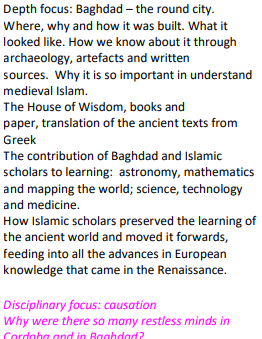 Depth focus: Baghdad – the round city.
Where, why and how it was built. What it
looked like. How we know about it through
archaeology, artefacts and written
sources.  Why it is so important in understand
medieval Islam.
The House of Wisdom, books and
paper, translation of the ancient texts from
Greek
The contribution of Baghdad and Islamic
scholars to learning:  astronomy, mathematics
and mapping the world; science, technology
and medicine.
How Islamic scholars preserved the learning of
the ancient world and moved it forwards,
feeding into all the advances in European
knowledge that came in the Renaissance.
Disciplinary focus: causation
Why were there so many restless minds in
Cordoba and in Baghdad?